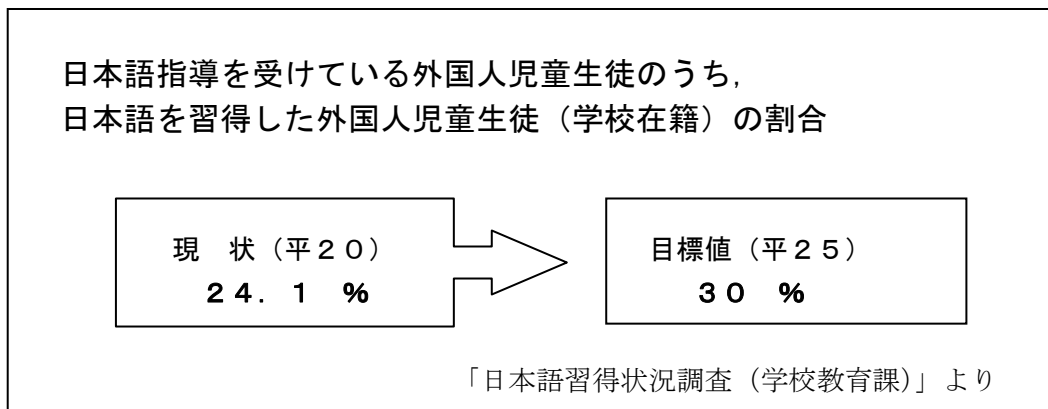 日本語指導を受けている外国人児童生徒のうち,
日本語を習得した外国人児童生徒（学校在籍）の割合
現　状（平２０）
２４．１　％
目標値（平２５）
３０　％
「日本語習得状況調査（学校教育課）」より